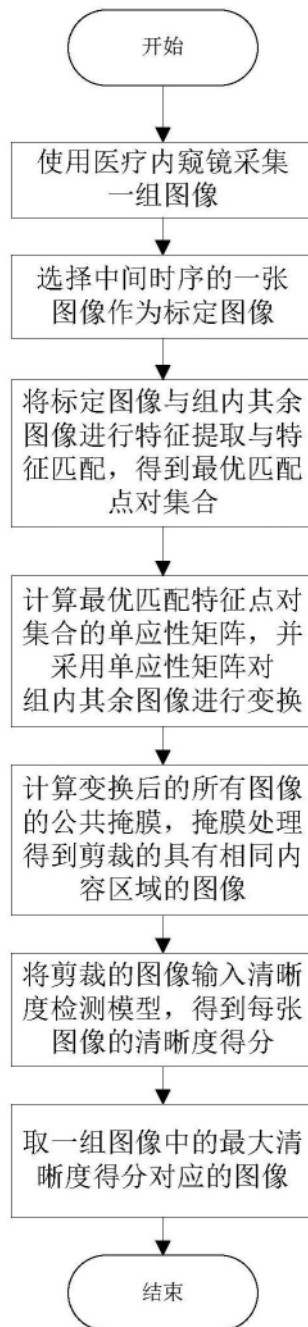 开始
使用医疗内窥镜采集
一组图像
选择中间时序的一张
图像作为标定图像
将标定图像与组内其余
图像进行特征提取与特
征匹配，得到最优匹配
点对集合
计算最优匹配特征点对
集合的单应性矩阵，并
采用单应性矩阵对
组内其余图像进行变换
计算变换后的所有图像
的公共掩膜，掩膜处理
得到剪裁的具有相同内
容区域的图像
将剪裁的图像输入清晰
度检测模型，得到每张
图像的清晰度得分
取一组图像中的最大清
晰度得分对应的图像
结束